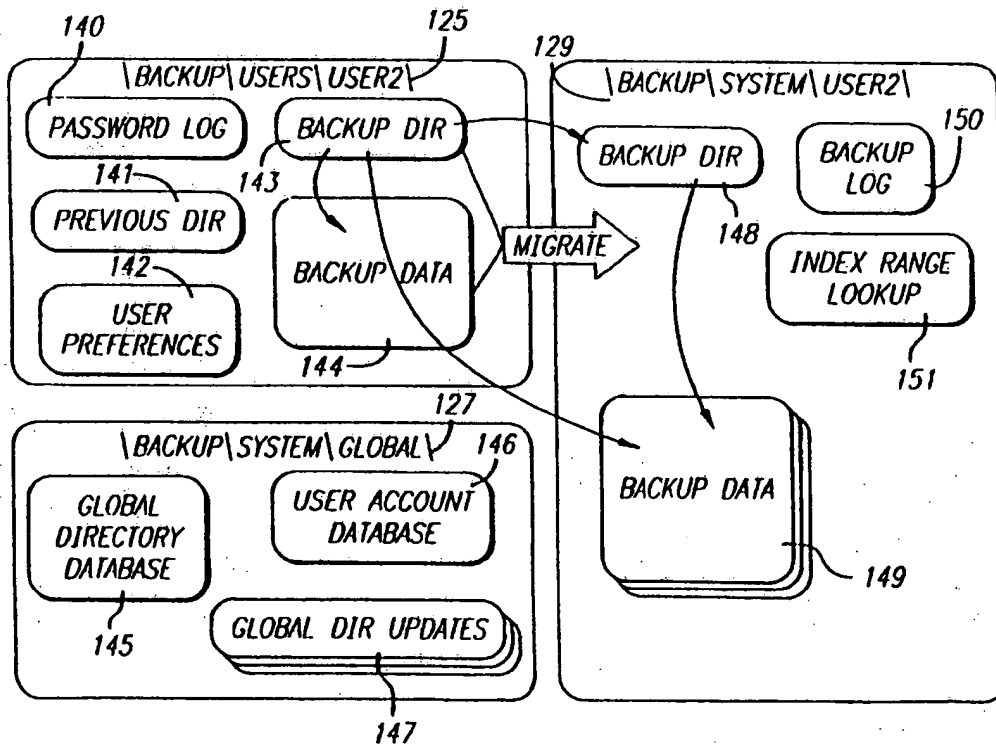 140
125
\BACKUP\USERS\USER2\
PASSWORD LOG
BACKUP DIR
143
141
PREVIOUS DIR
142
USER
PREFERENCES
BACKUP DATA
144
MIGRATE
129
\BACKUP\SYSTEM\USER2\
BACKUP DIR
148
150
BACKUP
LOG
INDEX RANGE
LOOKUP
151
BACKUP DATA
149
127
\BACKUP\SYSTEM\GLOBAL\
146
GLOBAL
DIRECTORY
DATABASE
145
USER ACCOUNT
DATABASE
GLOBAL DIR UPDATES
147